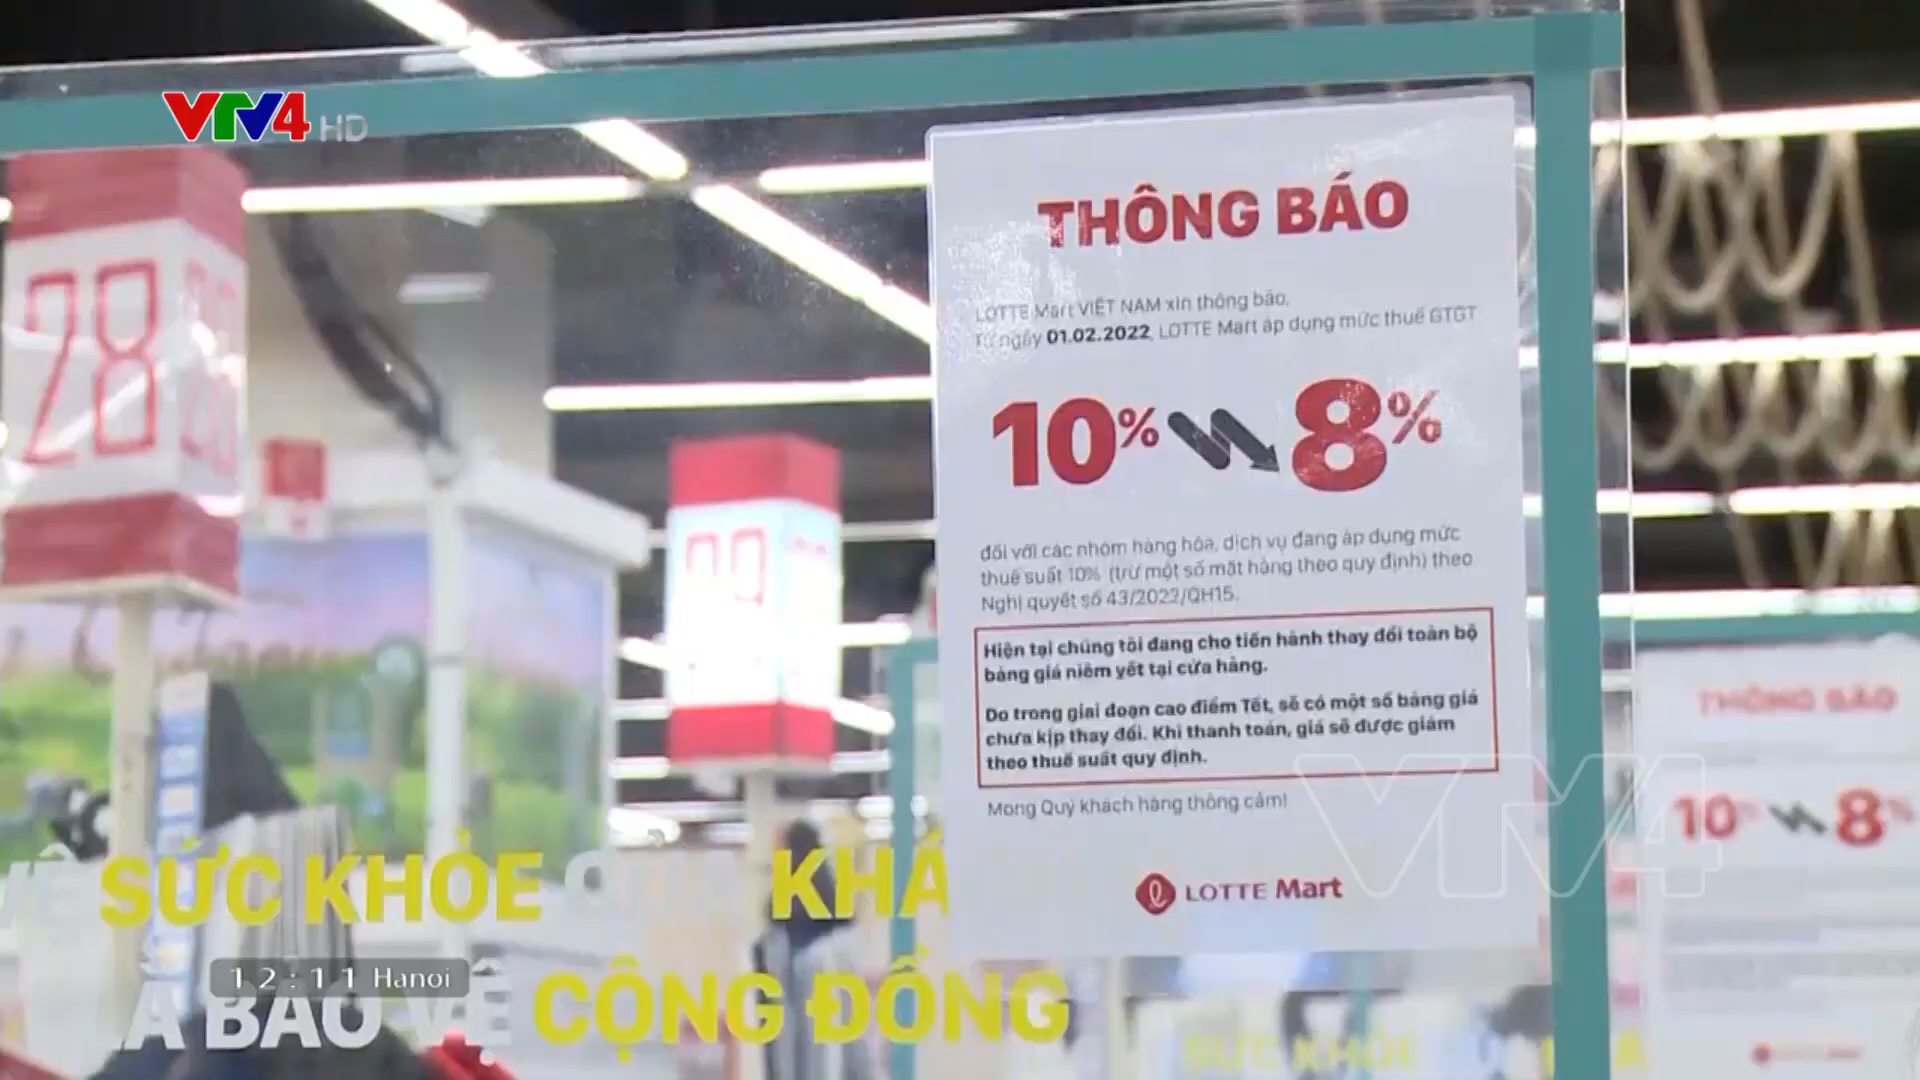 VTV4 HD
28
THÔNG BÁO
LOTTE Mart VIỆT NAM xin thông báo,
Từ ngày 01.02.2022, LOTTE Mart áp dụng mức thuế GTGT
10% 8%
đối với các nhóm hàng hóa, dịch vụ đang áp dụng mức
thuế suất 10% (trừ một số mặt hàng theo quy định) theo
Nghị quyết số 43/2022/QH15.
Hiện tại chúng tôi đang cho tiến hành thay đổi toàn bộ
bảng giá niêm yết tại cửa hàng.
Do trong giai đoạn cao điểm Tết, sẽ có một số bảng giá
chưa kịp thay đổi. Khi thanh toán, giá sẽ được giảm
theo thuế suất quy định.
Mong Quý khách hàng thông cảm!
LOTTE Mart
VTV4
THÔNG BÁO
10% 8%
SỨC KHỎE
BẢO VỆ CỘNG ĐỒNG
12:11 Hanoi